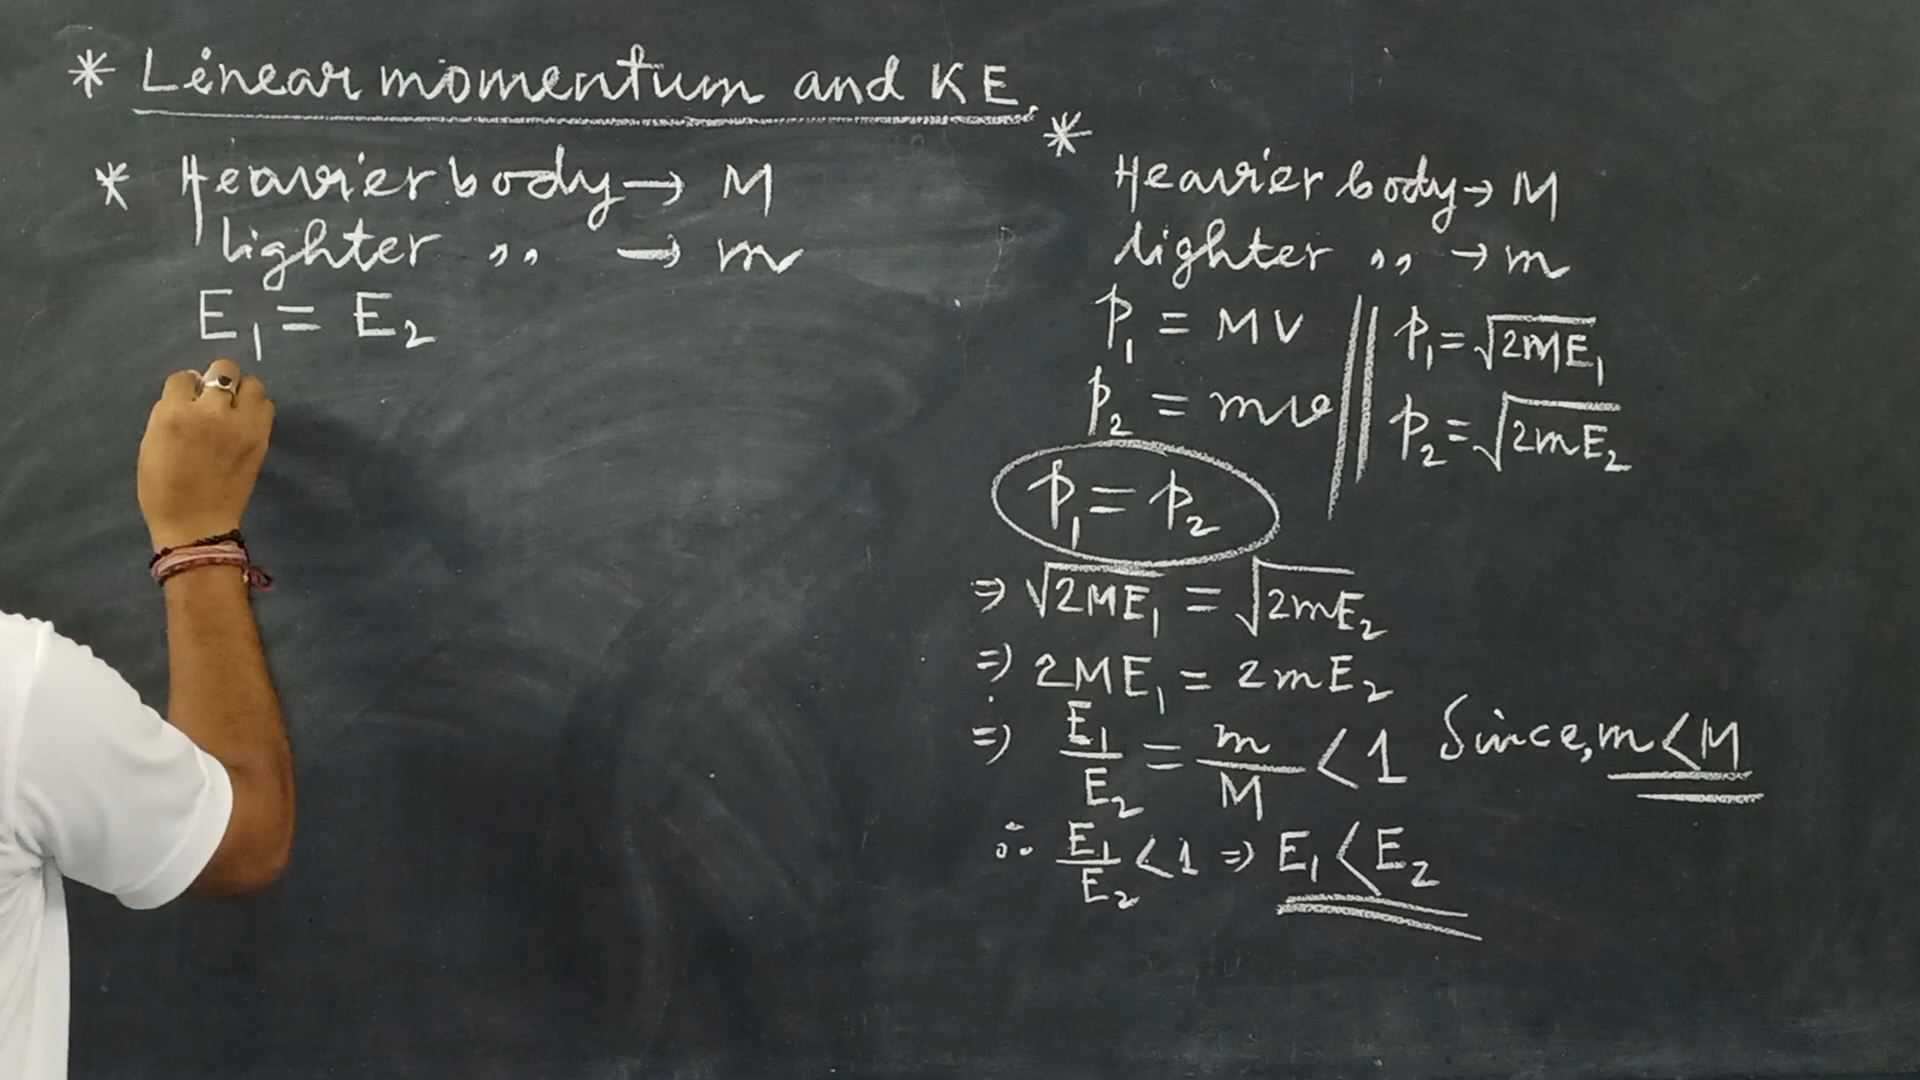 * Linear momentum and KE.
* Heavier body → M
lighter ,, → m
E₁ = E₂
*
Heavier body → M
lighter ,, → m
p₁ = MV || p₁ = √2ME₁
p₂ = mv || p₂ = √2mE₂
p₁ = p₂
⇒ √2ME₁ = √2mE₂
⇒ 2ME₁ = 2mE₂
⇒ E₁/E₂ = m/M < 1 Since, m < M
∴ E₁/E₂ < 1 ⇒ E₁ < E₂